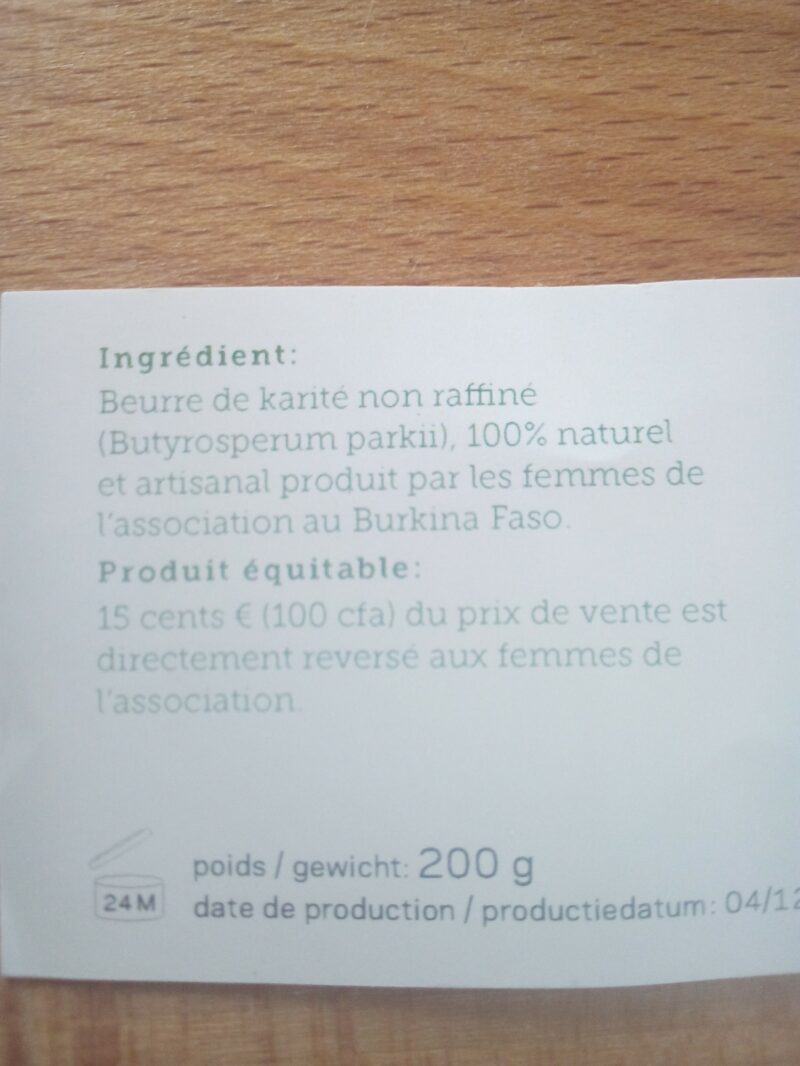 Ingrédient:
Beurre de karité non raffiné
(Butyrosperum parkii), 100% naturel
et artisanal produit par les femmes de
l'association au Burkina Faso.
Produit équitable:
15 cents € (100 cfa) du prix de vente est
directement reversé aux femmes de
l'association.
poids / gewicht: 200 g
24M
date de production / productiedatum: 04/12